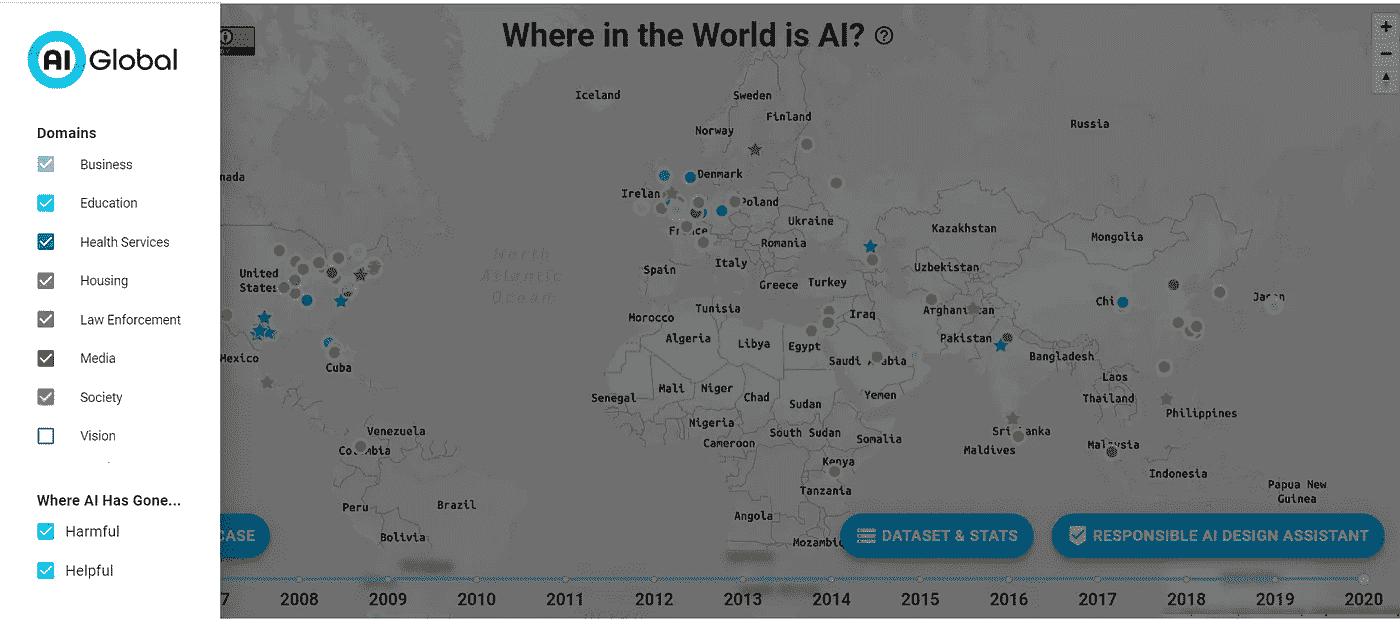 AI Global
Domains
Business
Education
Health Services
Housing
Law Enforcement
Media
Society
Vision
Where AI Has Gone...
Harmful
Helpful
Where in the World is AI?
Iceland
Sweden
Finland
Norway
Russia
nada
Denmark
Irelan
Poland
Ukraine
France
Kazakhstan
Mongolia
Romania
United
States
Spain
Italy
Uzbekistan
Greece
Turkey
North
Atlantic
Ocean
Chi
Japan
Tunisia
Morocco
Iraq
Afghanistan
Algeria
Libya
Egypt
Pakistan
Mexico
Cuba
Saudi Arabia
Bangladesh
Laos
Mali
Niger
Chad
Yemen
Thailand
Senegal
Sudan
Philippines
Nigeria
Venezuela
South Sudan
Sri Lanka
Cameroon
Somalia
Colombia
Maldives
Malaysia
Kenya
Indonesia
Tanzania
Papua New
Guinea
Peru
Brazil
Angola
Bolivia
Mozambic
CASE
DATASET & STATS
RESPONSIBLE AI DESIGN ASSISTANT
7 2008 2009 2010 2011 2012 2013 2014 2015 2016 2017 2018 2019 2020